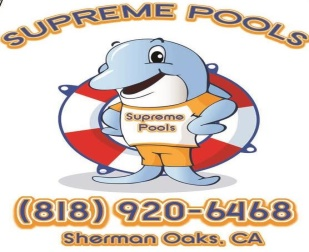 SUPREME POOLS
Supreme
Pools
(818) 920-6468
Sherman Oaks, CA